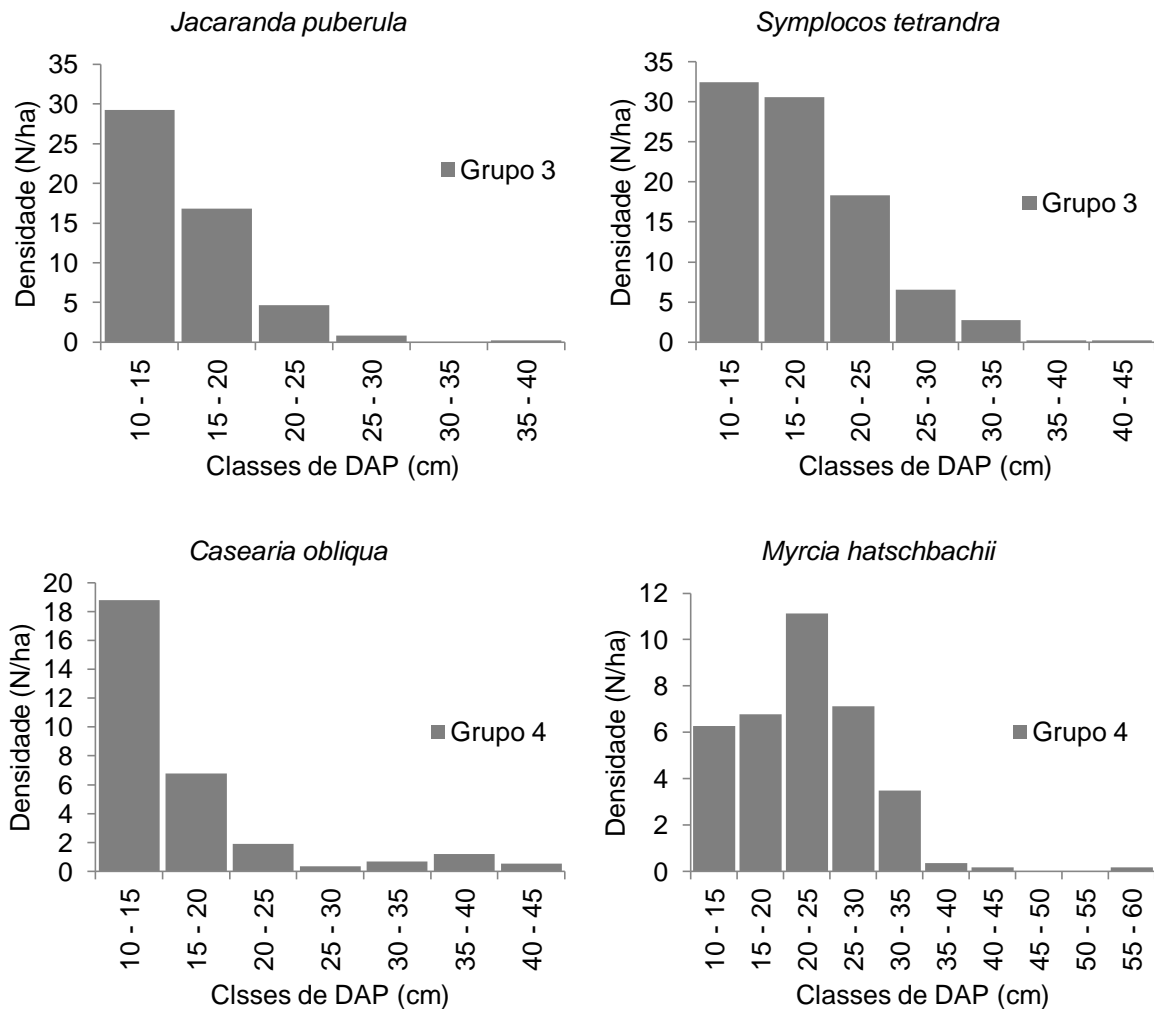 Jacaranda puberula
Densidade (N/ha)
35
30
25
20
15
10
5
0
Grupo 3
10 - 15
15 - 20
20 - 25
25 - 30
30 - 35
35 - 40
Classes de DAP (cm)
Symplocos tetrandra
Densidade (N/ha)
35
30
25
20
15
10
5
0
Grupo 3
10 - 15
15 - 20
20 - 25
25 - 30
30 - 35
35 - 40
40 - 45
Classes de DAP (cm)
Casearia obliqua
Densidade (N/ha)
20
18
16
14
12
10
8
6
4
2
0
Grupo 4
10 - 15
15 - 20
20 - 25
25 - 30
30 - 35
35 - 40
40 - 45
Clsses de DAP (cm)
Myrcia hatschbachii
Densidade (N/ha)
12
10
8
6
4
2
0
Grupo 4
10 - 15
15 - 20
20 - 25
25 - 30
30 - 35
35 - 40
40 - 45
45 - 50
50 - 55
55 - 60
Classes de DAP (cm)